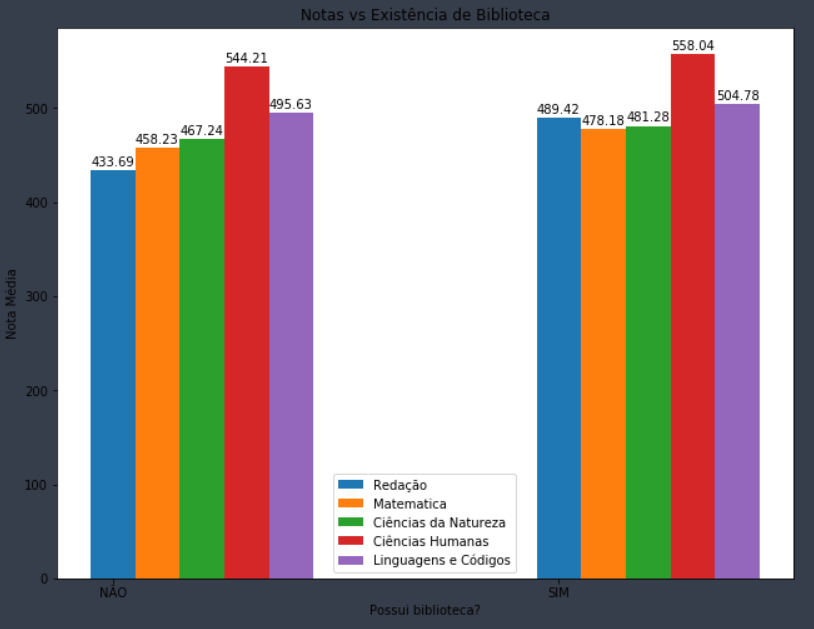 Notas vs Existência de Biblioteca
Nota Média
500
400
300
200
100
0
433.69
458.23
467.24
544.21
495.63
489.42
478.18
481.28
558.04
504.78
Redação
Matematica
Ciências da Natureza
Ciências Humanas
Linguagens e Códigos
NÃO
SIM
Possui biblioteca?